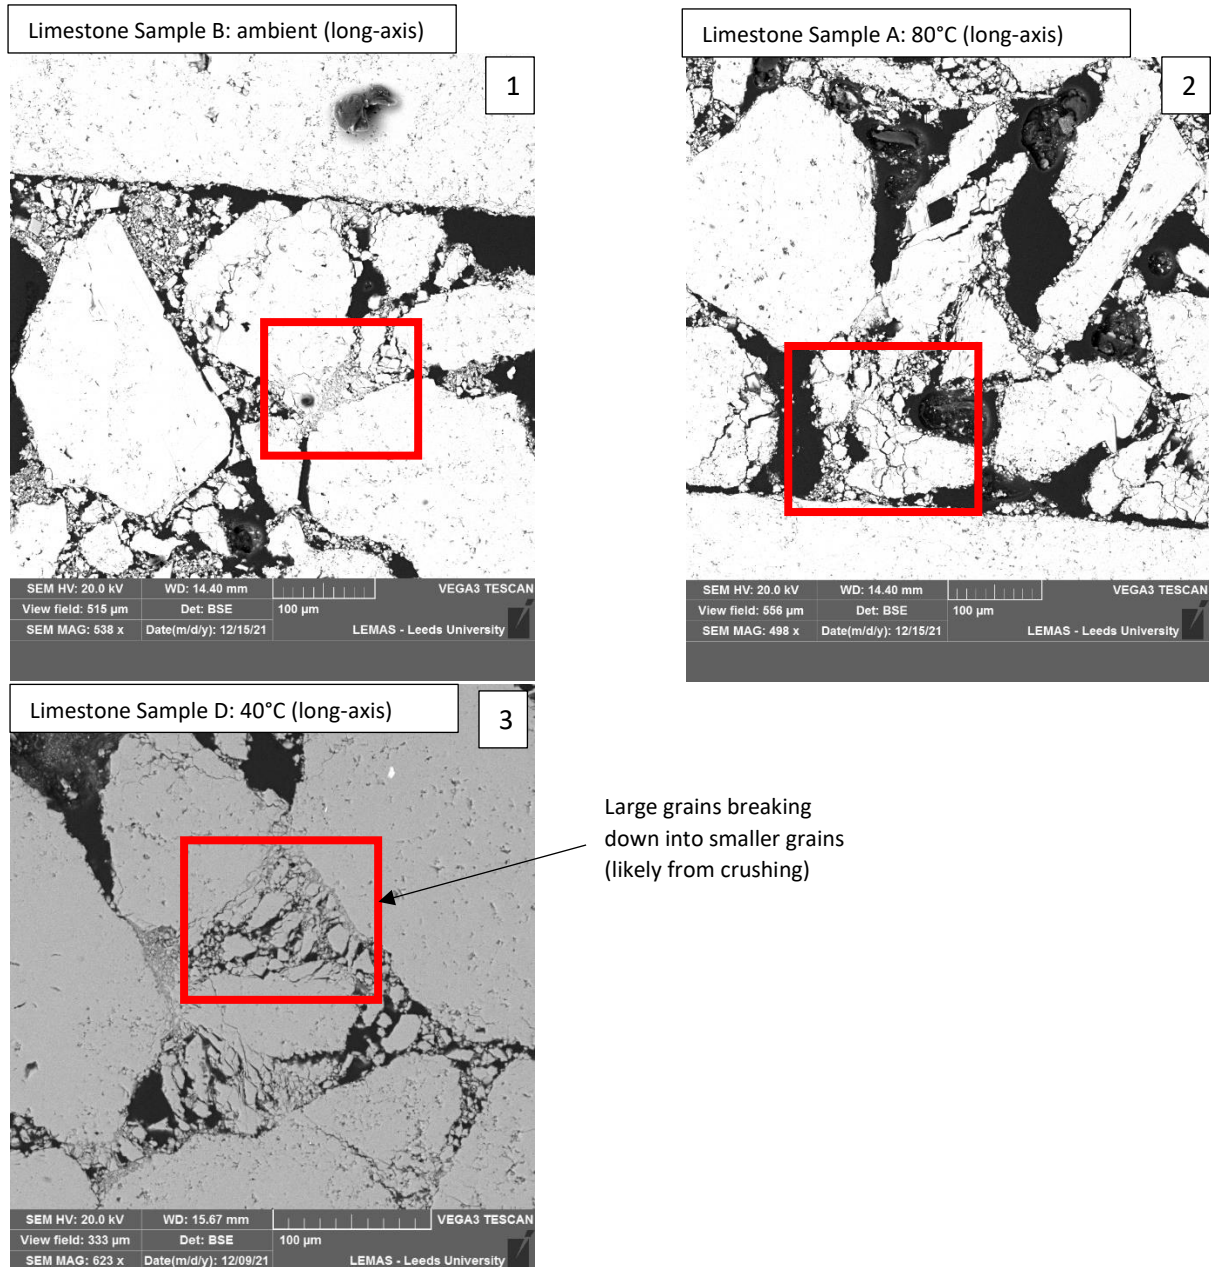 Limestone Sample B: ambient (long-axis)
1
SEM HV: 20.0 kV WD: 14.40 mm VEGA3 TESCAN
View field: 515 µm Det: BSE 100 µm
SEM MAG: 538 x Date(m/d/y): 12/15/21 LEMAS - Leeds University
Limestone Sample A: 80°C (long-axis)
2
SEM HV: 20.0 kV WD: 14.40 mm VEGA3 TESCAN
View field: 556 µm Det: BSE 100 µm
SEM MAG: 498 x Date(m/d/y): 12/15/21 LEMAS - Leeds University
Limestone Sample D: 40°C (long-axis)
3
Large grains breaking
down into smaller grains
(likely from crushing)
SEM HV: 20.0 kV WD: 15.67 mm VEGA3 TESCAN
View field: 333 µm Det: BSE 100 µm
SEM MAG: 623 x Date(m/d/y): 12/09/21 LEMAS - Leeds University